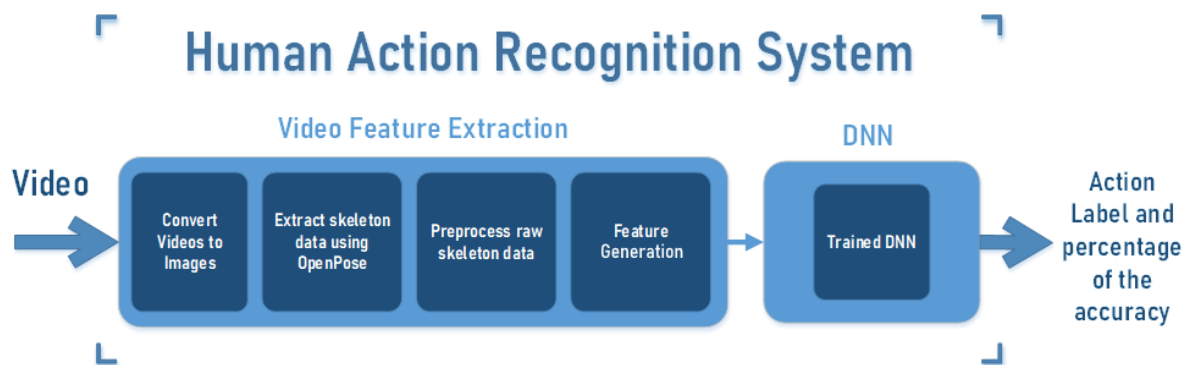 Human Action Recognition System
Video Feature Extraction
DNN
Video
Convert
Videos to
Images
Extract skeleton
data using
OpenPose
Preprocess raw
skeleton data
Feature
Generation
Trained DNN
Action
Label and
percentage
of the
accuracy